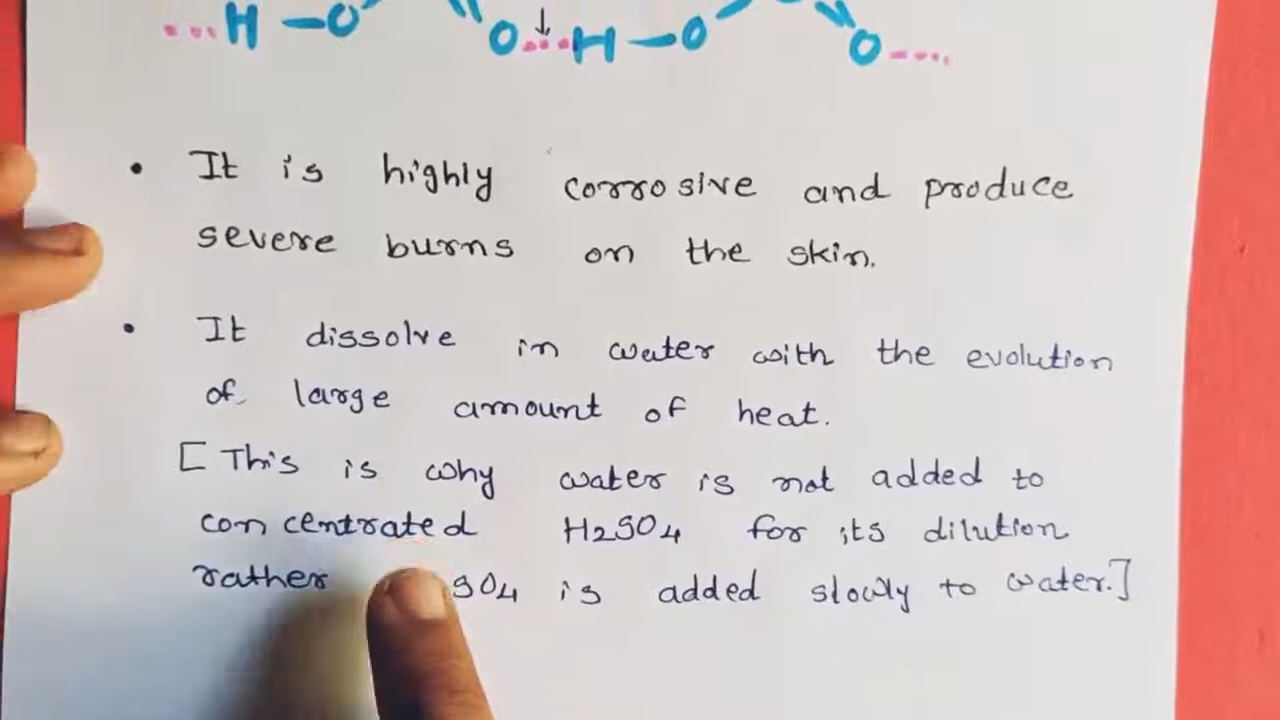 H – O O H – O O
• It is highly corrosive and produce
severe burns on the skin.
• It dissolve in water with the evolution
of large amount of heat.
[This is why water is not added to
concentrated H2SO4 for its dilution
rather SO4 is added slowly to water.]